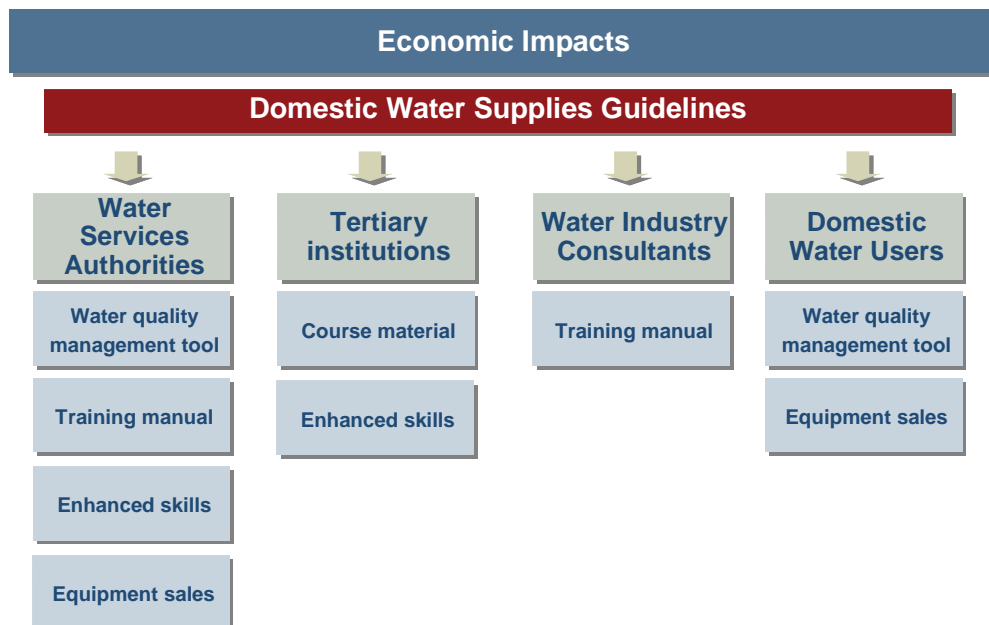 Economic Impacts
Domestic Water Supplies Guidelines
Water
Services
Authorities
Water quality
management tool
Training manual
Enhanced skills
Equipment sales
Tertiary
institutions
Course material
Enhanced skills
Water Industry
Consultants
Training manual
Domestic
Water Users
Water quality
management tool
Equipment sales